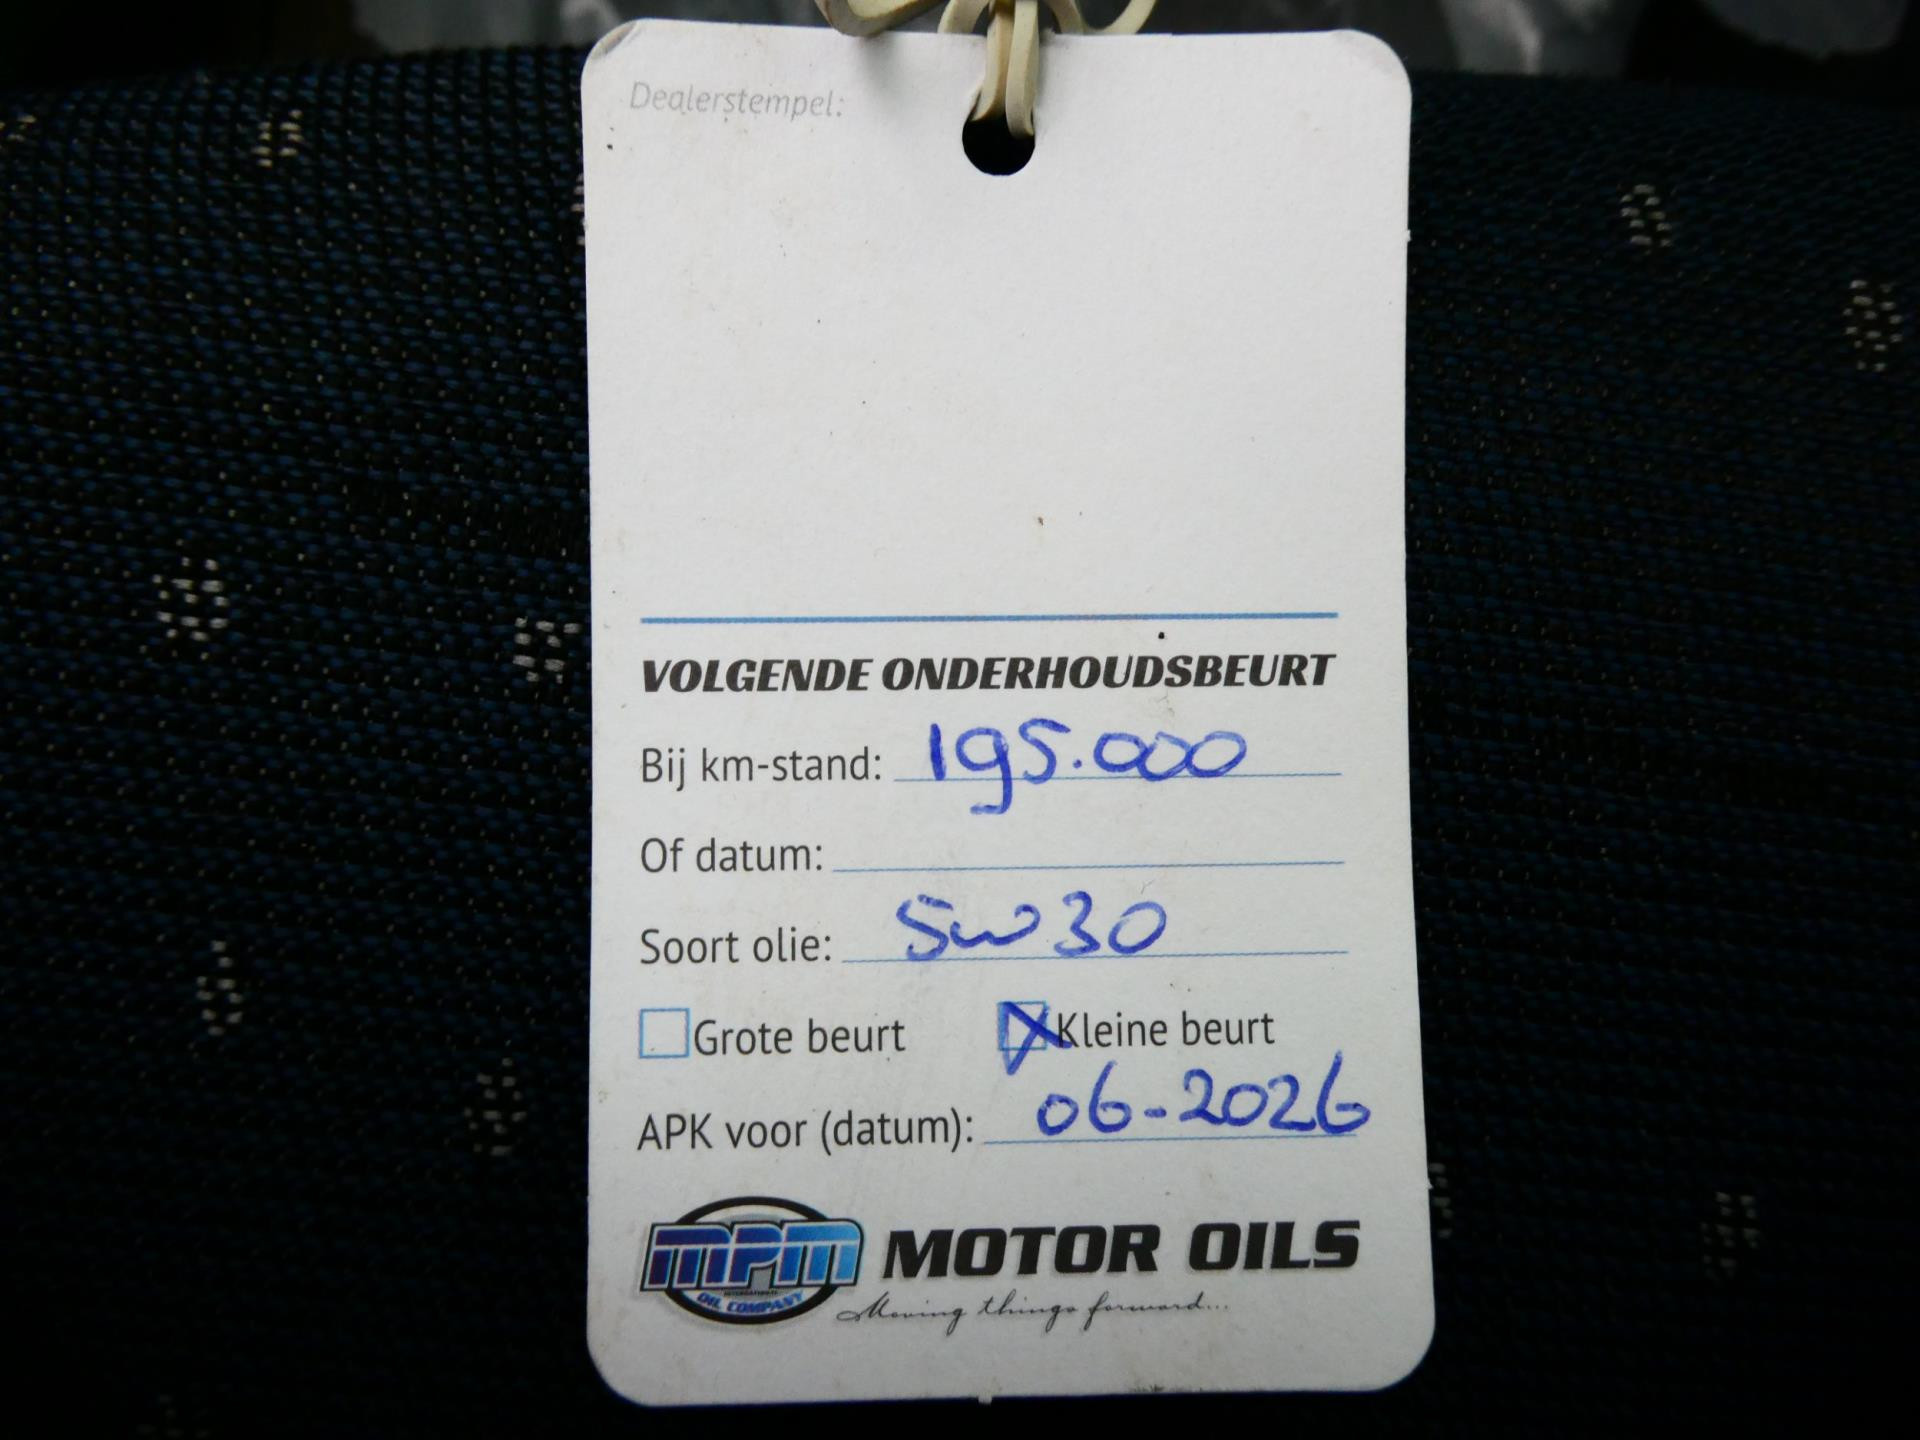 Dealerstempel:
VOLGENDE ONDERHOUDSBEURT
Bij km-stand: 195.000
Of datum:
Soort olie: 5w30
Grote beurt Kleine beurt
APK voor (datum): 06-2026
MPM MOTOR OILS
INTERNATIONAL
OIL COMPANY
Moving things forward...